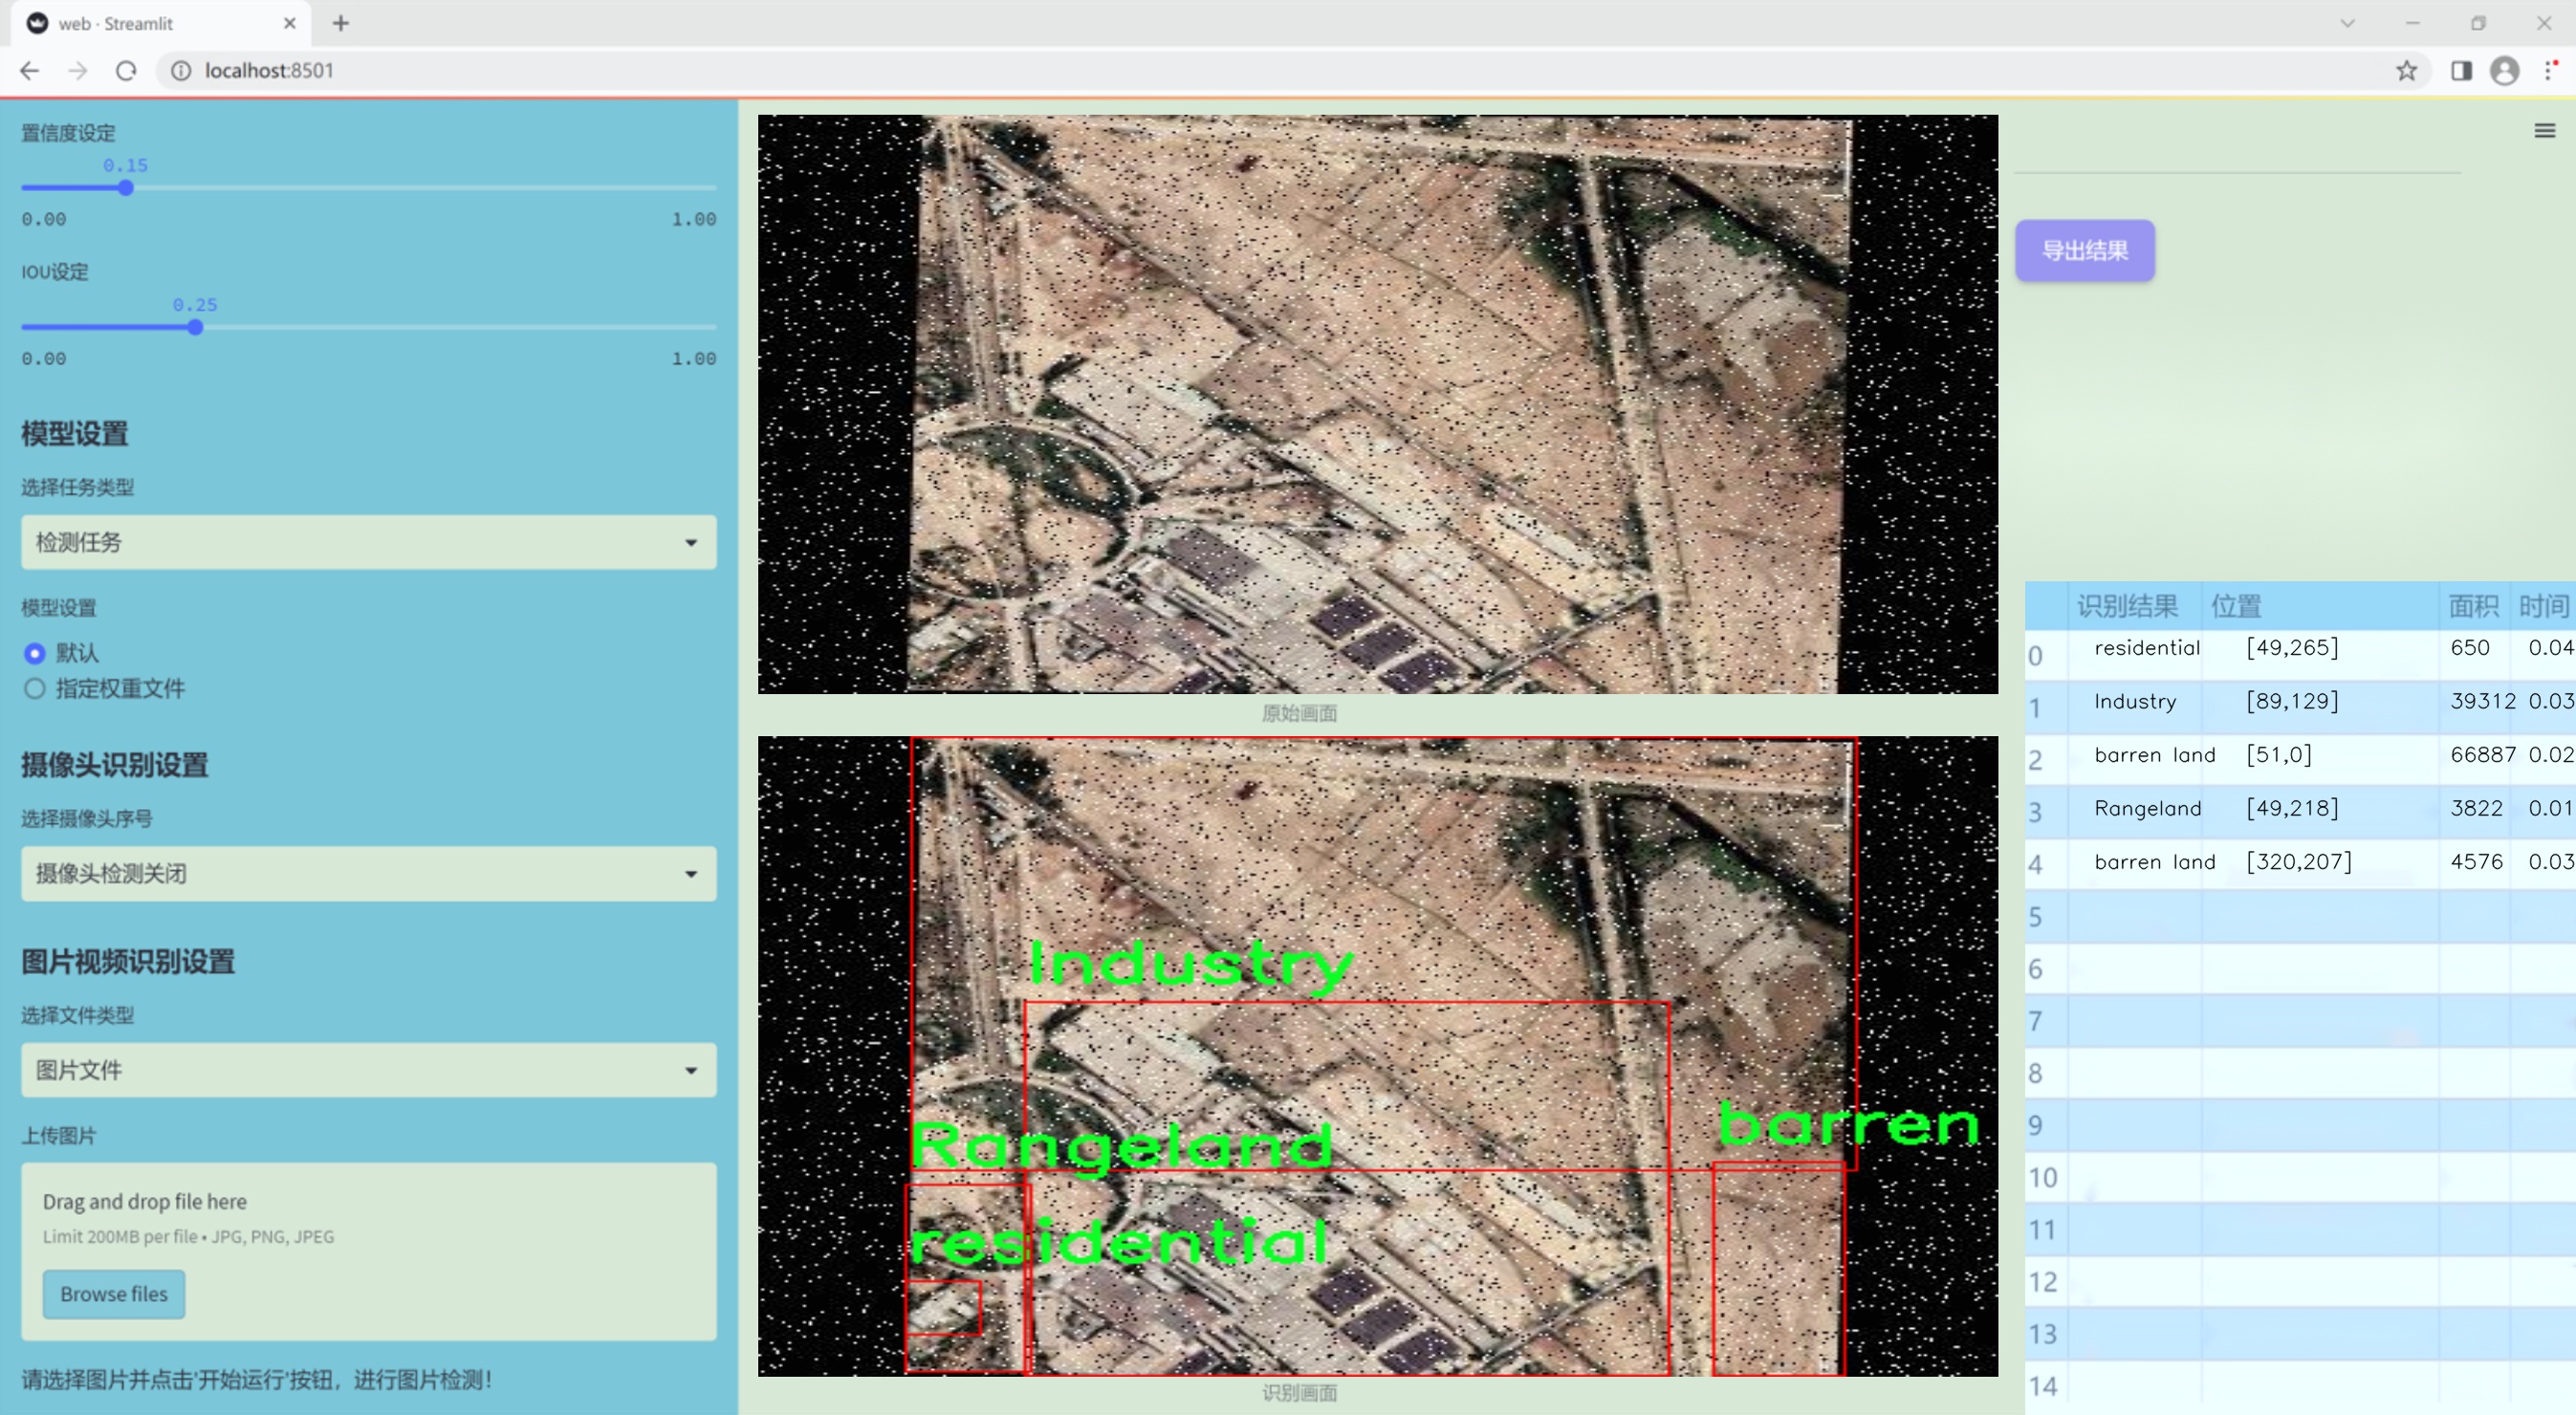 web · Streamlit
localhost:8501
置信度设定
0.15
0.00 1.00
IOU设定
0.25
0.00 1.00
模型设置
选择任务类型
检测任务
模型设置
默认
指定权重文件
摄像头识别设置
选择摄像头序号
摄像头检测关闭
图片视频识别设置
选择文件类型
图片文件
上传图片
Drag and drop file here
Limit 200MB per file • JPG, PNG, JPEG
Browse files
请选择图片并点击'开始运行'按钮，进行图片检测！
原始画面
Industry
Rangeland
barren
residential
识别画面
导出结果
识别结果 位置 面积 时间
0 residential [49,265] 650 0.04
1 Industry [89,129] 39312 0.03
2 barren land [51,0] 66887 0.02
3 Rangeland [49,218] 3822 0.01
4 barren land [320,207] 4576 0.03
5
6
7
8
9
10
11
12
13
14